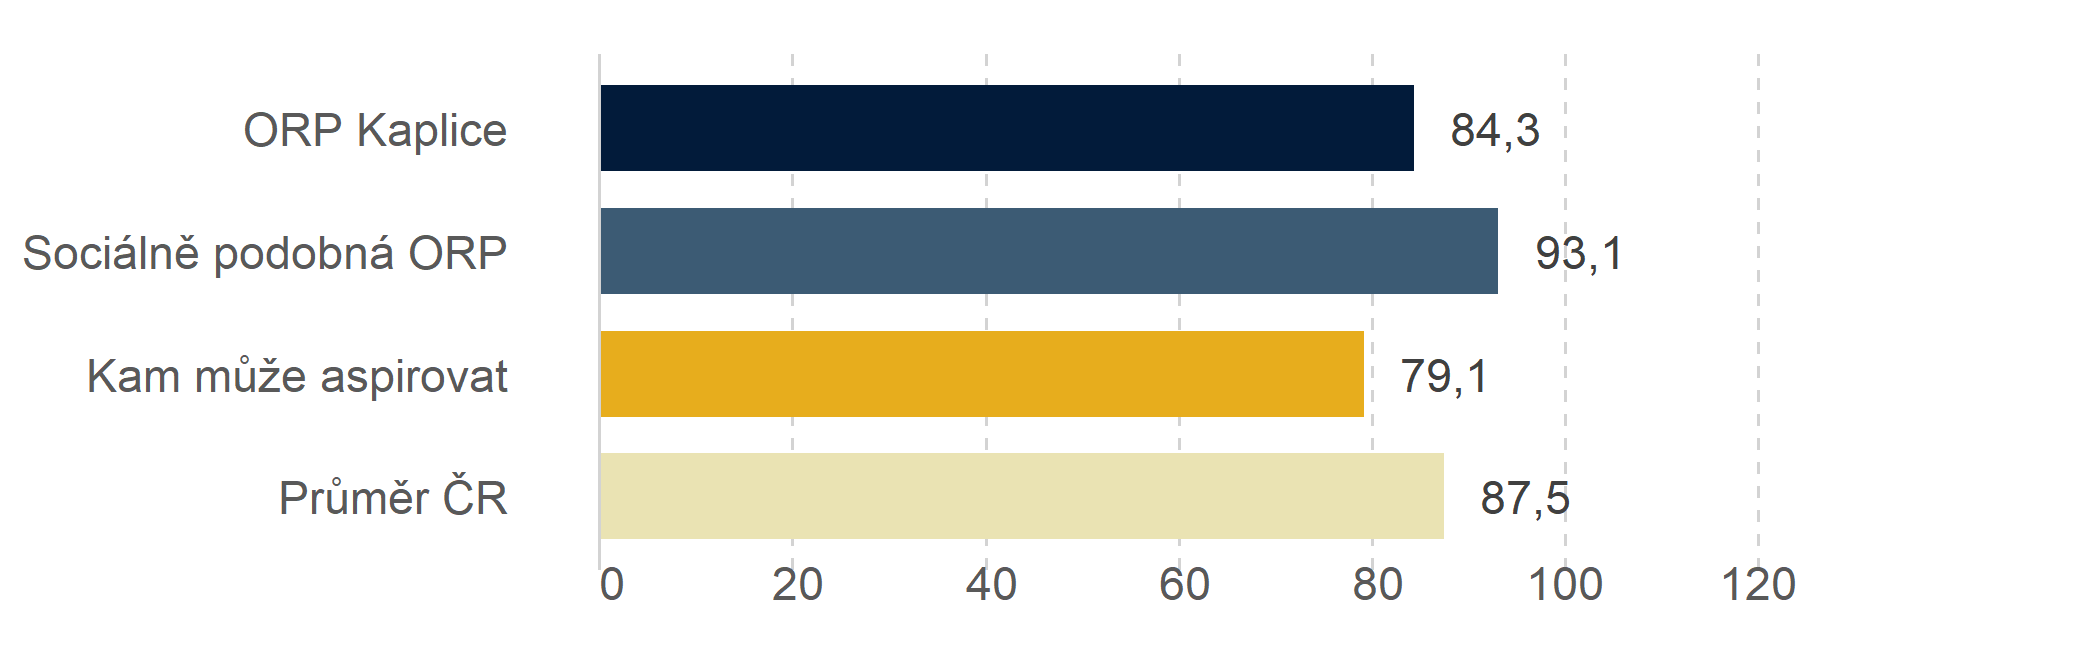 ORP Kaplice 84,3
Sociálně podobná ORP 93,1
Kam může aspirovat 79,1
Průměr ČR 87,5
0 20 40 60 80 100 120